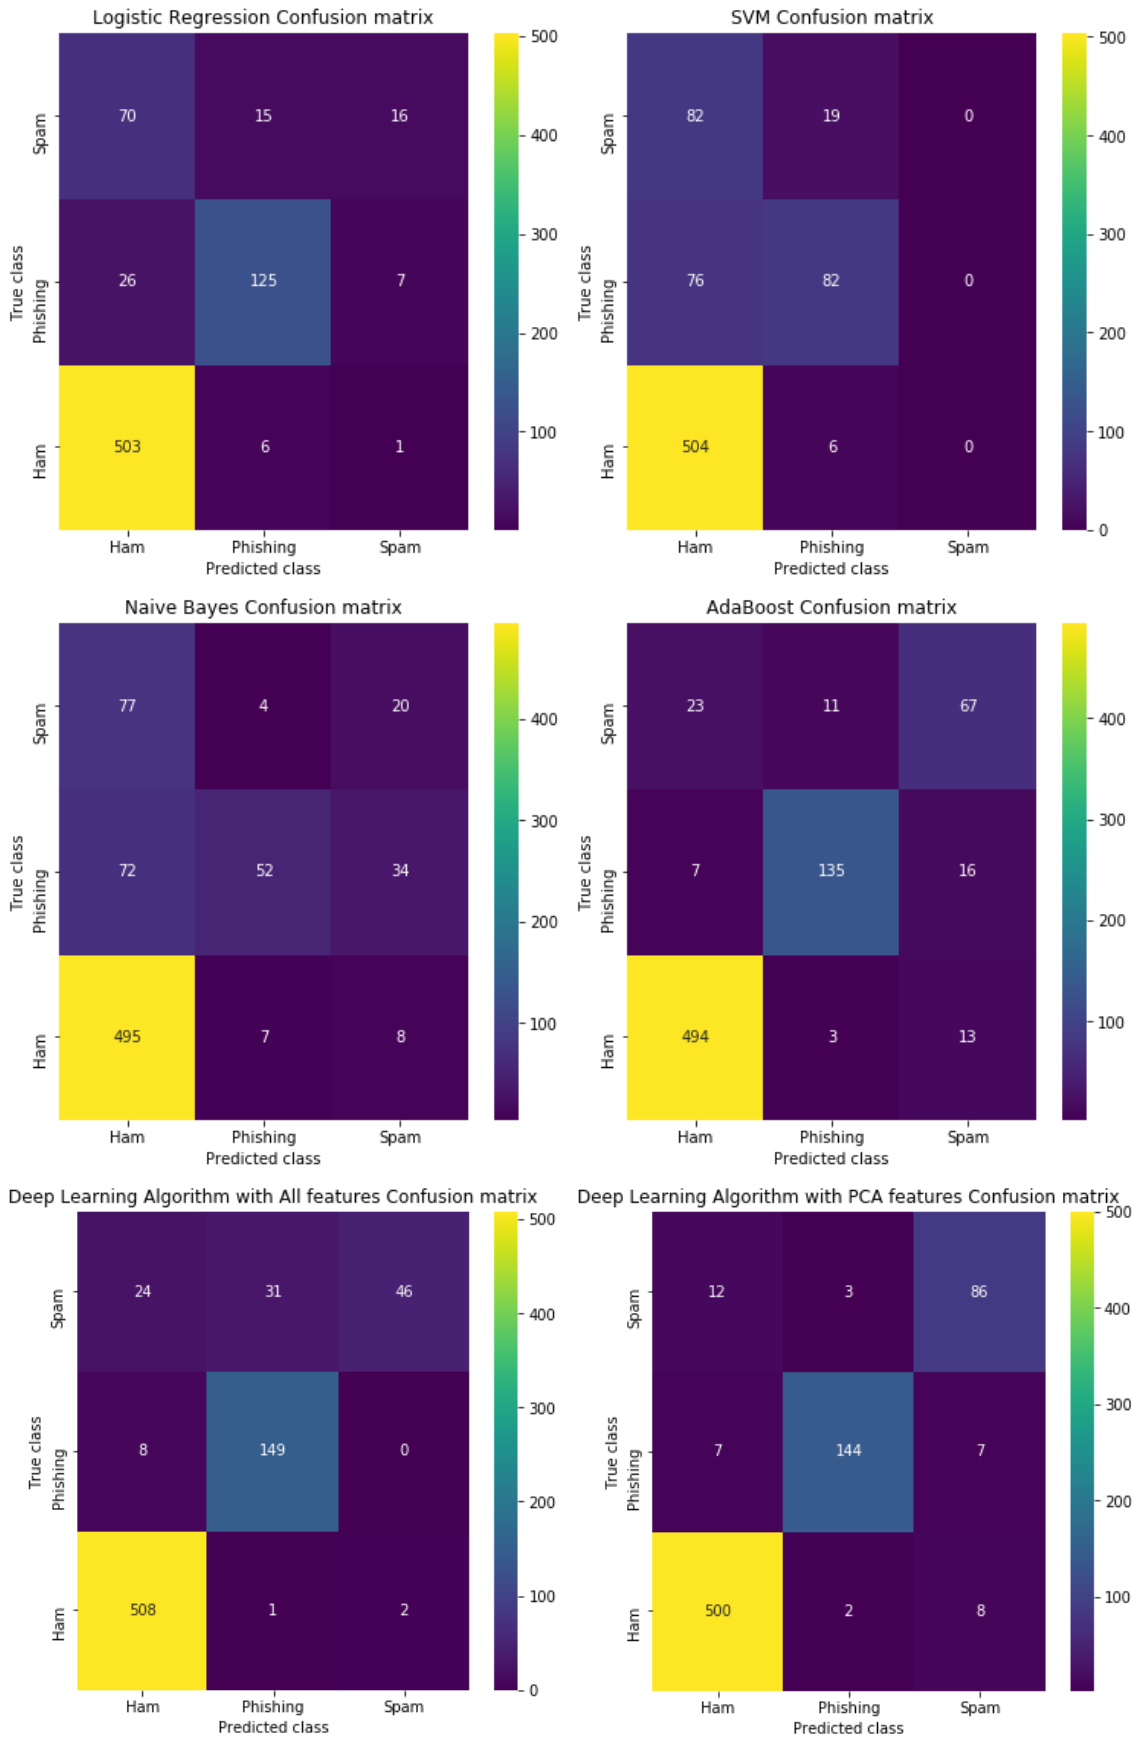 Logistic Regression Confusion matrix
Spam
Phishing
Ham
True class
70 15 16
26 125 7
503 6 1
Ham Phishing Spam
Predicted class
500
400
300
200
100
SVM Confusion matrix
Spam
Phishing
Ham
True class
82 19 0
76 82 0
504 6 0
Ham Phishing Spam
Predicted class
500
400
300
200
100
0
Naive Bayes Confusion matrix
Spam
Phishing
Ham
True class
77 4 20
72 52 34
495 7 8
Ham Phishing Spam
Predicted class
400
300
200
100
AdaBoost Confusion matrix
Spam
Phishing
Ham
True class
23 11 67
7 135 16
494 3 13
Ham Phishing Spam
Predicted class
400
300
200
100
Deep Learning Algorithm with All features Confusion matrix
Spam
Phishing
Ham
True class
24 31 46
8 149 0
508 1 2
Ham Phishing Spam
Predicted class
500
400
300
200
100
0
Deep Learning Algorithm with PCA features Confusion matrix
Spam
Phishing
Ham
True class
12 3 86
7 144 7
500 2 8
Ham Phishing Spam
Predicted class
500
400
300
200
100